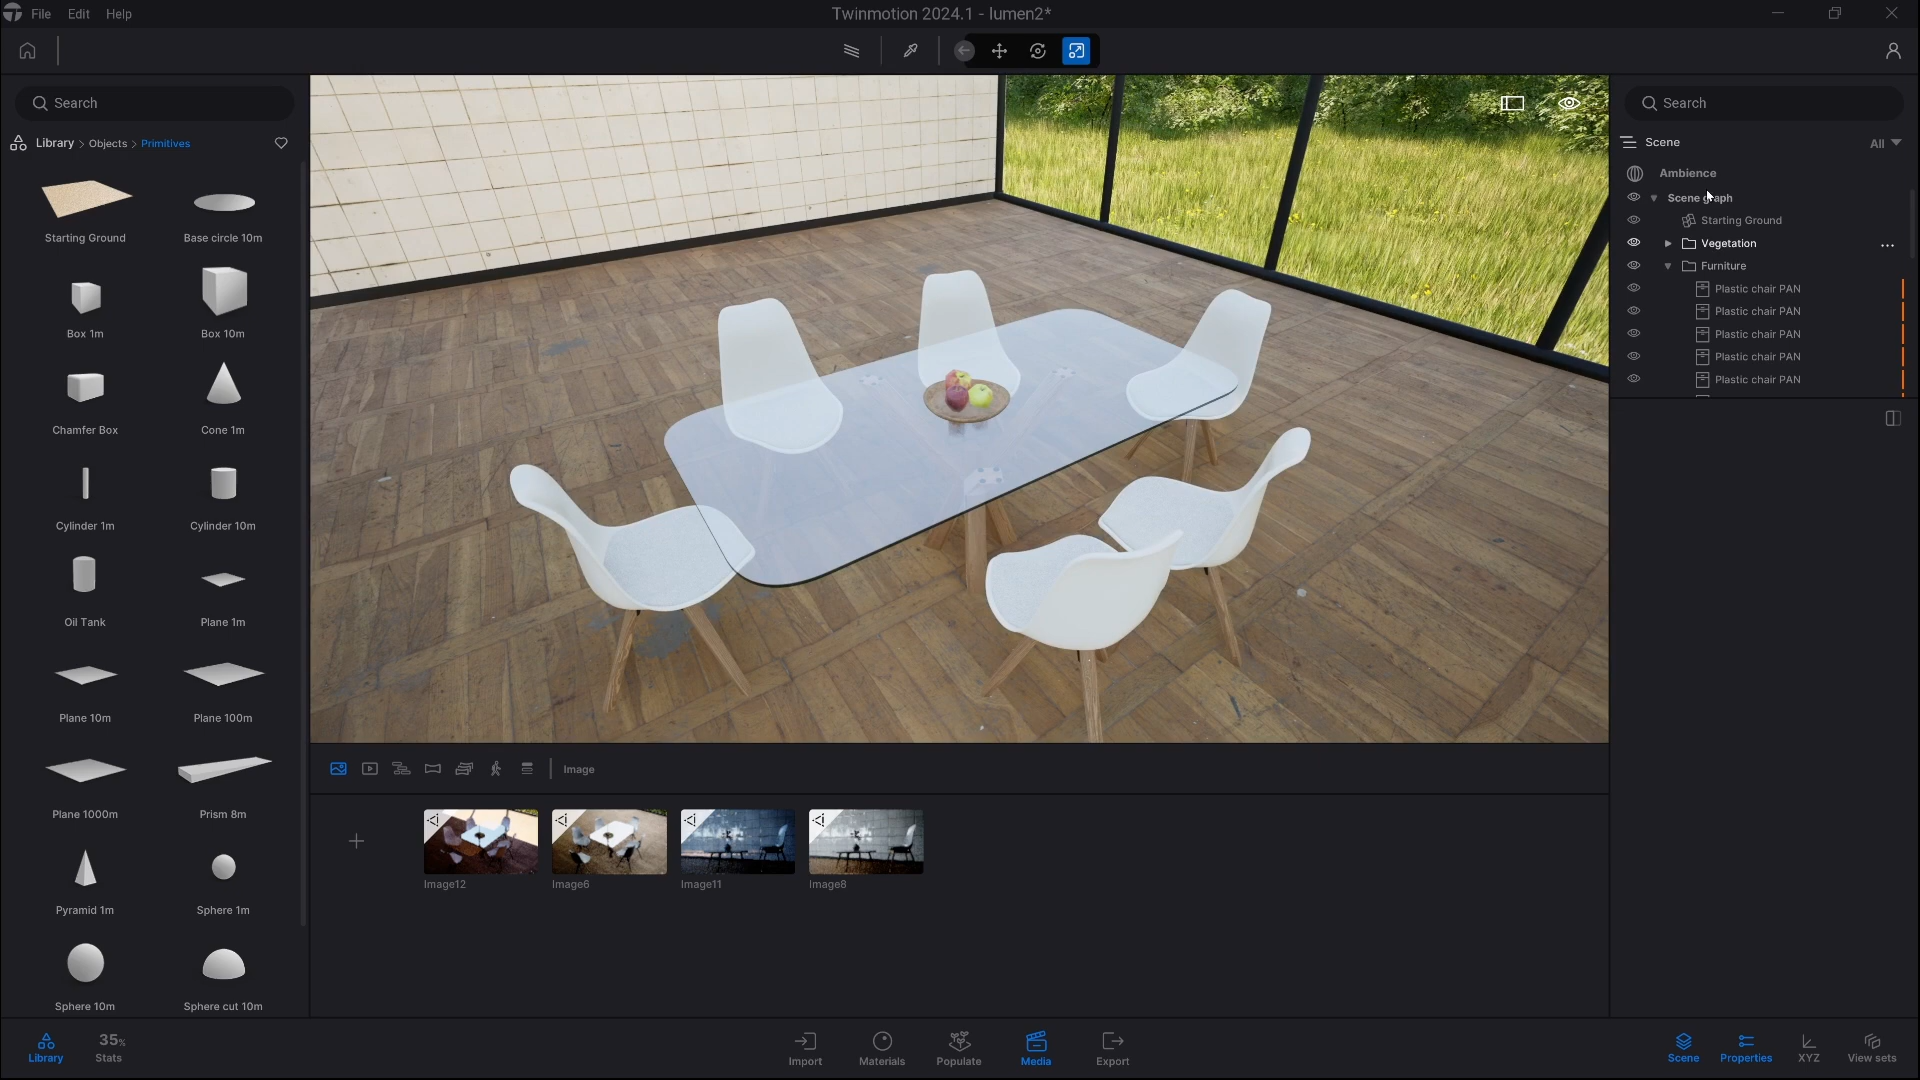 File Edit Help
Twinmotion 2024.1 - lumen2*
Search
Library > Objects > Primitives
Starting Ground
Base circle 10m
Box 1m
Box 10m
Chamfer Box
Cone 1m
Cylinder 1m
Cylinder 10m
Oil Tank
Plane 1m
Plane 10m
Plane 100m
Plane 1000m
Prism 8m
Pyramid 1m
Sphere 1m
Sphere 10m
Sphere cut 10m
Image
Image12
Image6
Image11
Image8
Search
Scene
All
Ambience
Scene graph
Starting Ground
Vegetation
Furniture
Plastic chair PAN
Plastic chair PAN
Plastic chair PAN
Plastic chair PAN
Plastic chair PAN
Library
35%
Stats
Import
Materials
Populate
Media
Export
Scene
Properties
XYZ
View sets